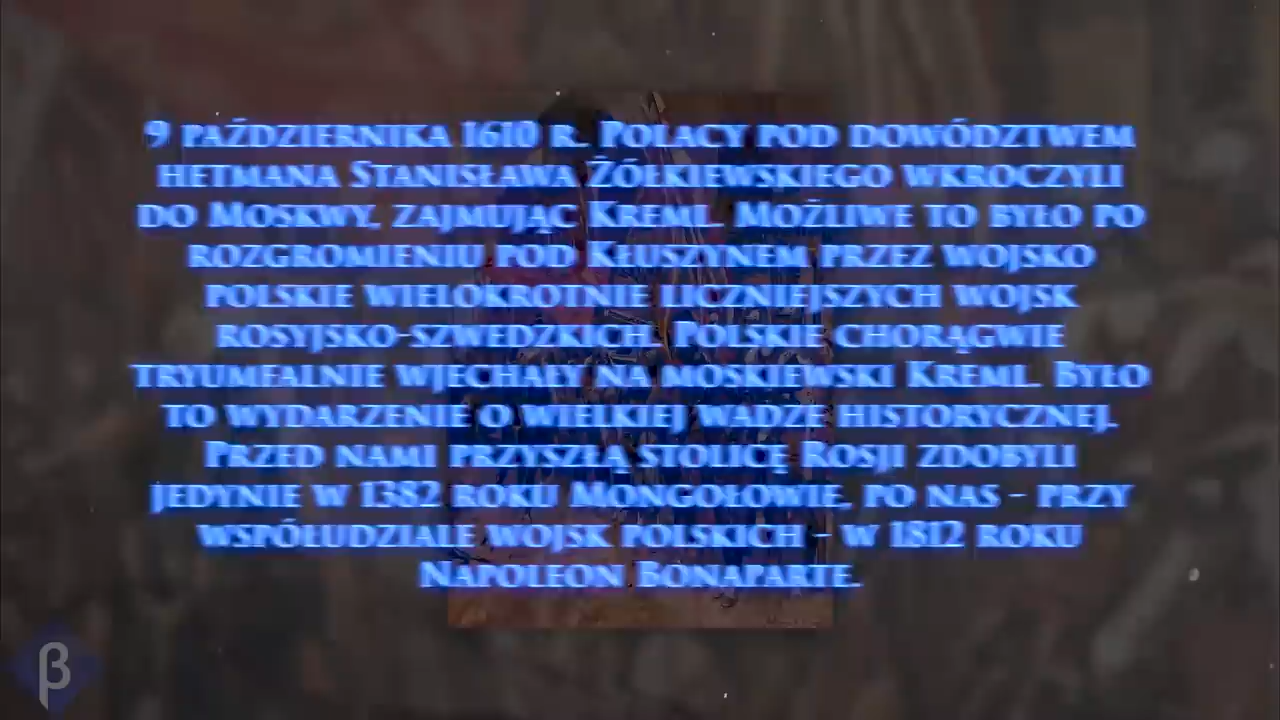 9 października 1610 r. Polacy pod dowództwem
hetmana Stanisława Żółkiewskiego wkroczyli
do Moskwy, zajmując Kreml. Możliwe to było po
rozgromieniu pod Kłuszynem przez wojsko
polskie wielokrotnie liczniejszych wojsk
rosyjsko-szwedzkich. Polskie chorągwie
tryumfalnie wjechały na moskiewski Kreml. Było
to wydarzenie o wielkiej wadze historycznej.
Przed nami przyszłą stolicę Rosji zdobyli
jedynie w 1382 roku Mongołowie, po nas - przy
współudziale wojsk polskich - w 1812 roku
Napoleon Bonaparte.
β